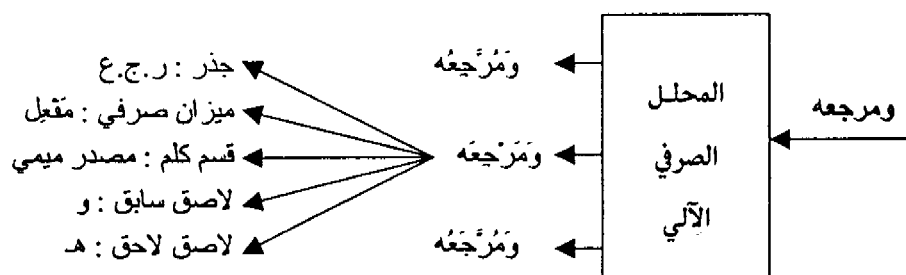 ومرجعه
المحلل
الصرفي
الآلي
وَمُرَّجِعُه
وَمَرْجِعَه
وَمُرَّجَعُه
جذر : ر.ج.ع
ميزان صرفي : مَفْعِل
قسم كلم : مصدر ميمي
لاصق سابق : و
لاصق لاحق : هـ